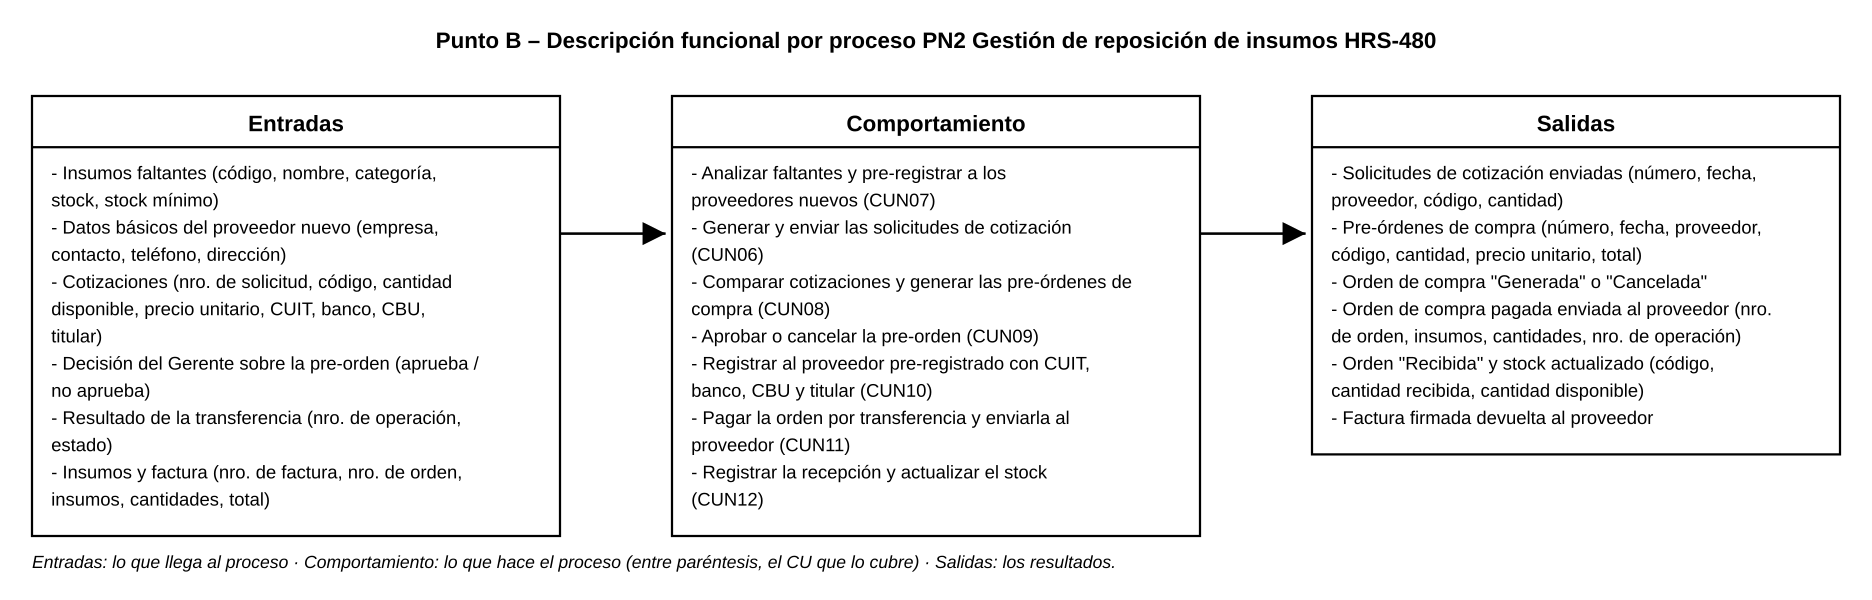 Punto B – Descripción funcional por proceso PN2 Gestión de reposición de insumos HRS-480
Entradas
- Insumos faltantes (código, nombre, categoría,
stock, stock mínimo)
- Datos básicos del proveedor nuevo (empresa,
contacto, teléfono, dirección)
- Cotizaciones (nro. de solicitud, código, cantidad
disponible, precio unitario, CUIT, banco, CBU,
titular)
- Decisión del Gerente sobre la pre-orden (aprueba /
no aprueba)
- Resultado de la transferencia (nro. de operación,
estado)
- Insumos y factura (nro. de factura, nro. de orden,
insumos, cantidades, total)
Comportamiento
- Analizar faltantes y pre-registrar a los
proveedores nuevos (CUN07)
- Generar y enviar las solicitudes de cotización
(CUN06)
- Comparar cotizaciones y generar las pre-órdenes de
compra (CUN08)
- Aprobar o cancelar la pre-orden (CUN09)
- Registrar al proveedor pre-registrado con CUIT,
banco, CBU y titular (CUN10)
- Pagar la orden por transferencia y enviarla al
proveedor (CUN11)
- Registrar la recepción y actualizar el stock
(CUN12)
Salidas
- Solicitudes de cotización enviadas (número, fecha,
proveedor, código, cantidad)
- Pre-órdenes de compra (número, fecha, proveedor,
código, cantidad, precio unitario, total)
- Orden de compra "Generada" o "Cancelada"
- Orden de compra pagada enviada al proveedor (nro.
de orden, insumos, cantidades, nro. de operación)
- Orden "Recibida" y stock actualizado (código,
cantidad recibida, cantidad disponible)
- Factura firmada devuelta al proveedor
Entradas: lo que llega al proceso · Comportamiento: lo que hace el proceso (entre paréntesis, el CU que lo cubre) · Salidas: los resultados.